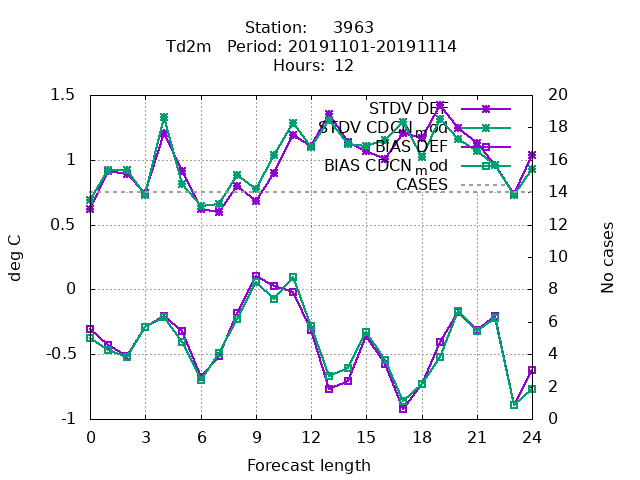 Station: 3963
Td2m Period: 20191101-20191114
Hours: 12
STDV DEF
STDV CDCN_mod
BIAS DEF
BIAS CDCN_mod
CASES
deg C
1.5
1
0.5
0
-0.5
-1
No cases
20
18
16
14
12
10
8
6
4
2
0
0 3 6 9 12 15 18 21 24
Forecast length